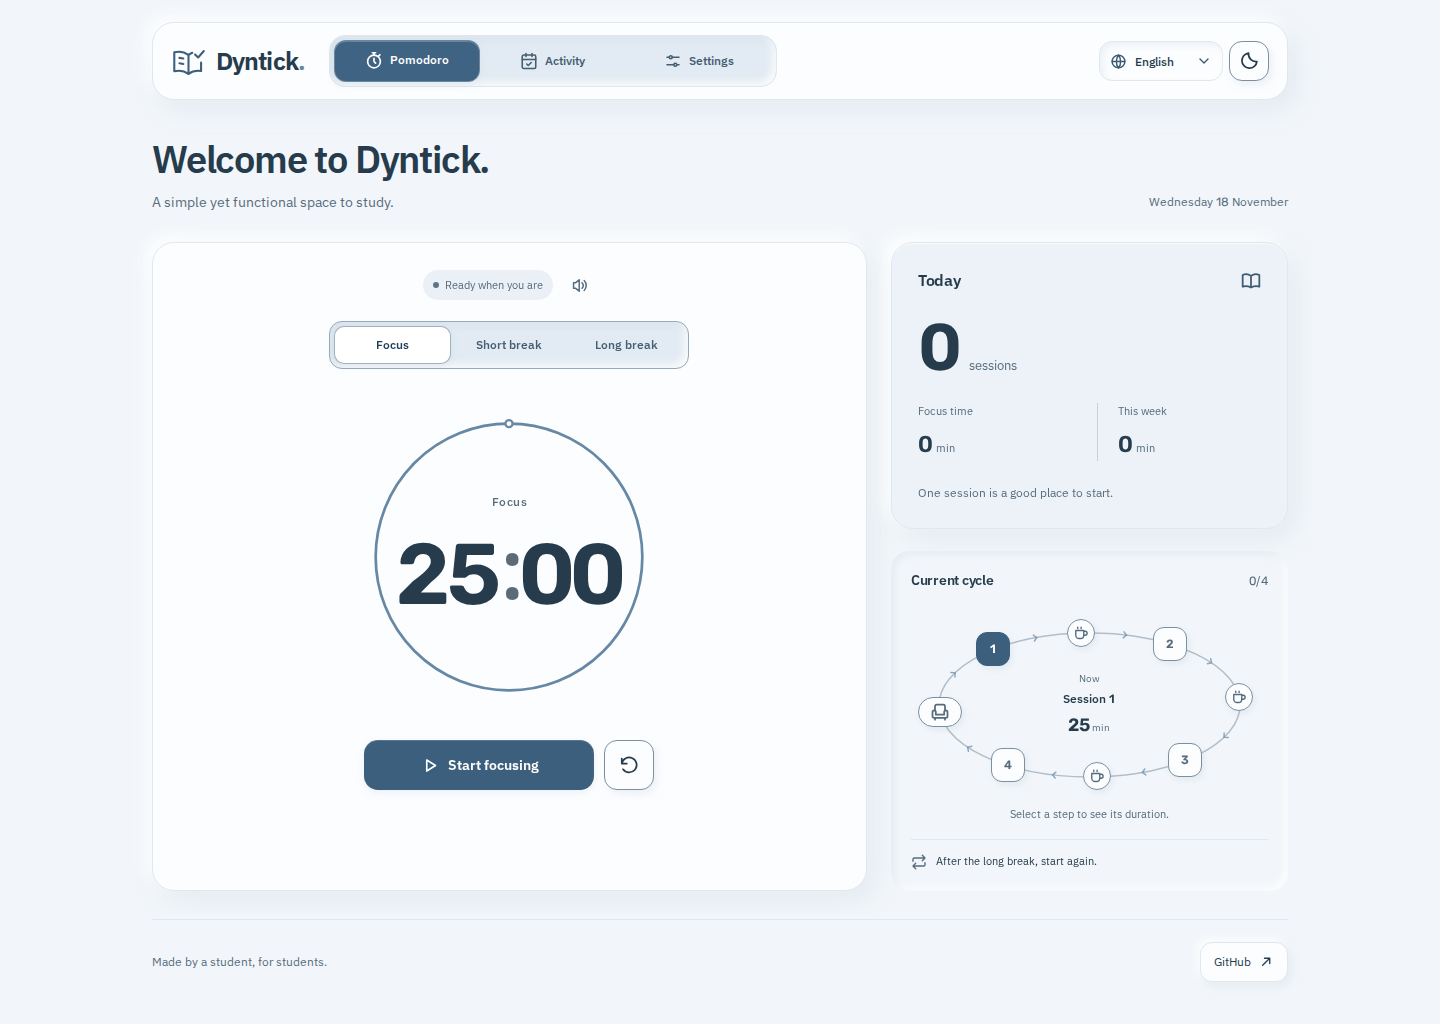 Dyntick.
Pomodoro
Activity
Settings
English
Welcome to Dyntick.
A simple yet functional space to study.
Wednesday 18 November
Ready when you are
Focus
Short break
Long break
Focus
25:00
Start focusing
Today
0 sessions
Focus time
0 min
This week
0 min
One session is a good place to start.
Current cycle
0/4
1
2
3
4
Now
Session 1
25 min
Select a step to see its duration.
After the long break, start again.
Made by a student, for students.
GitHub